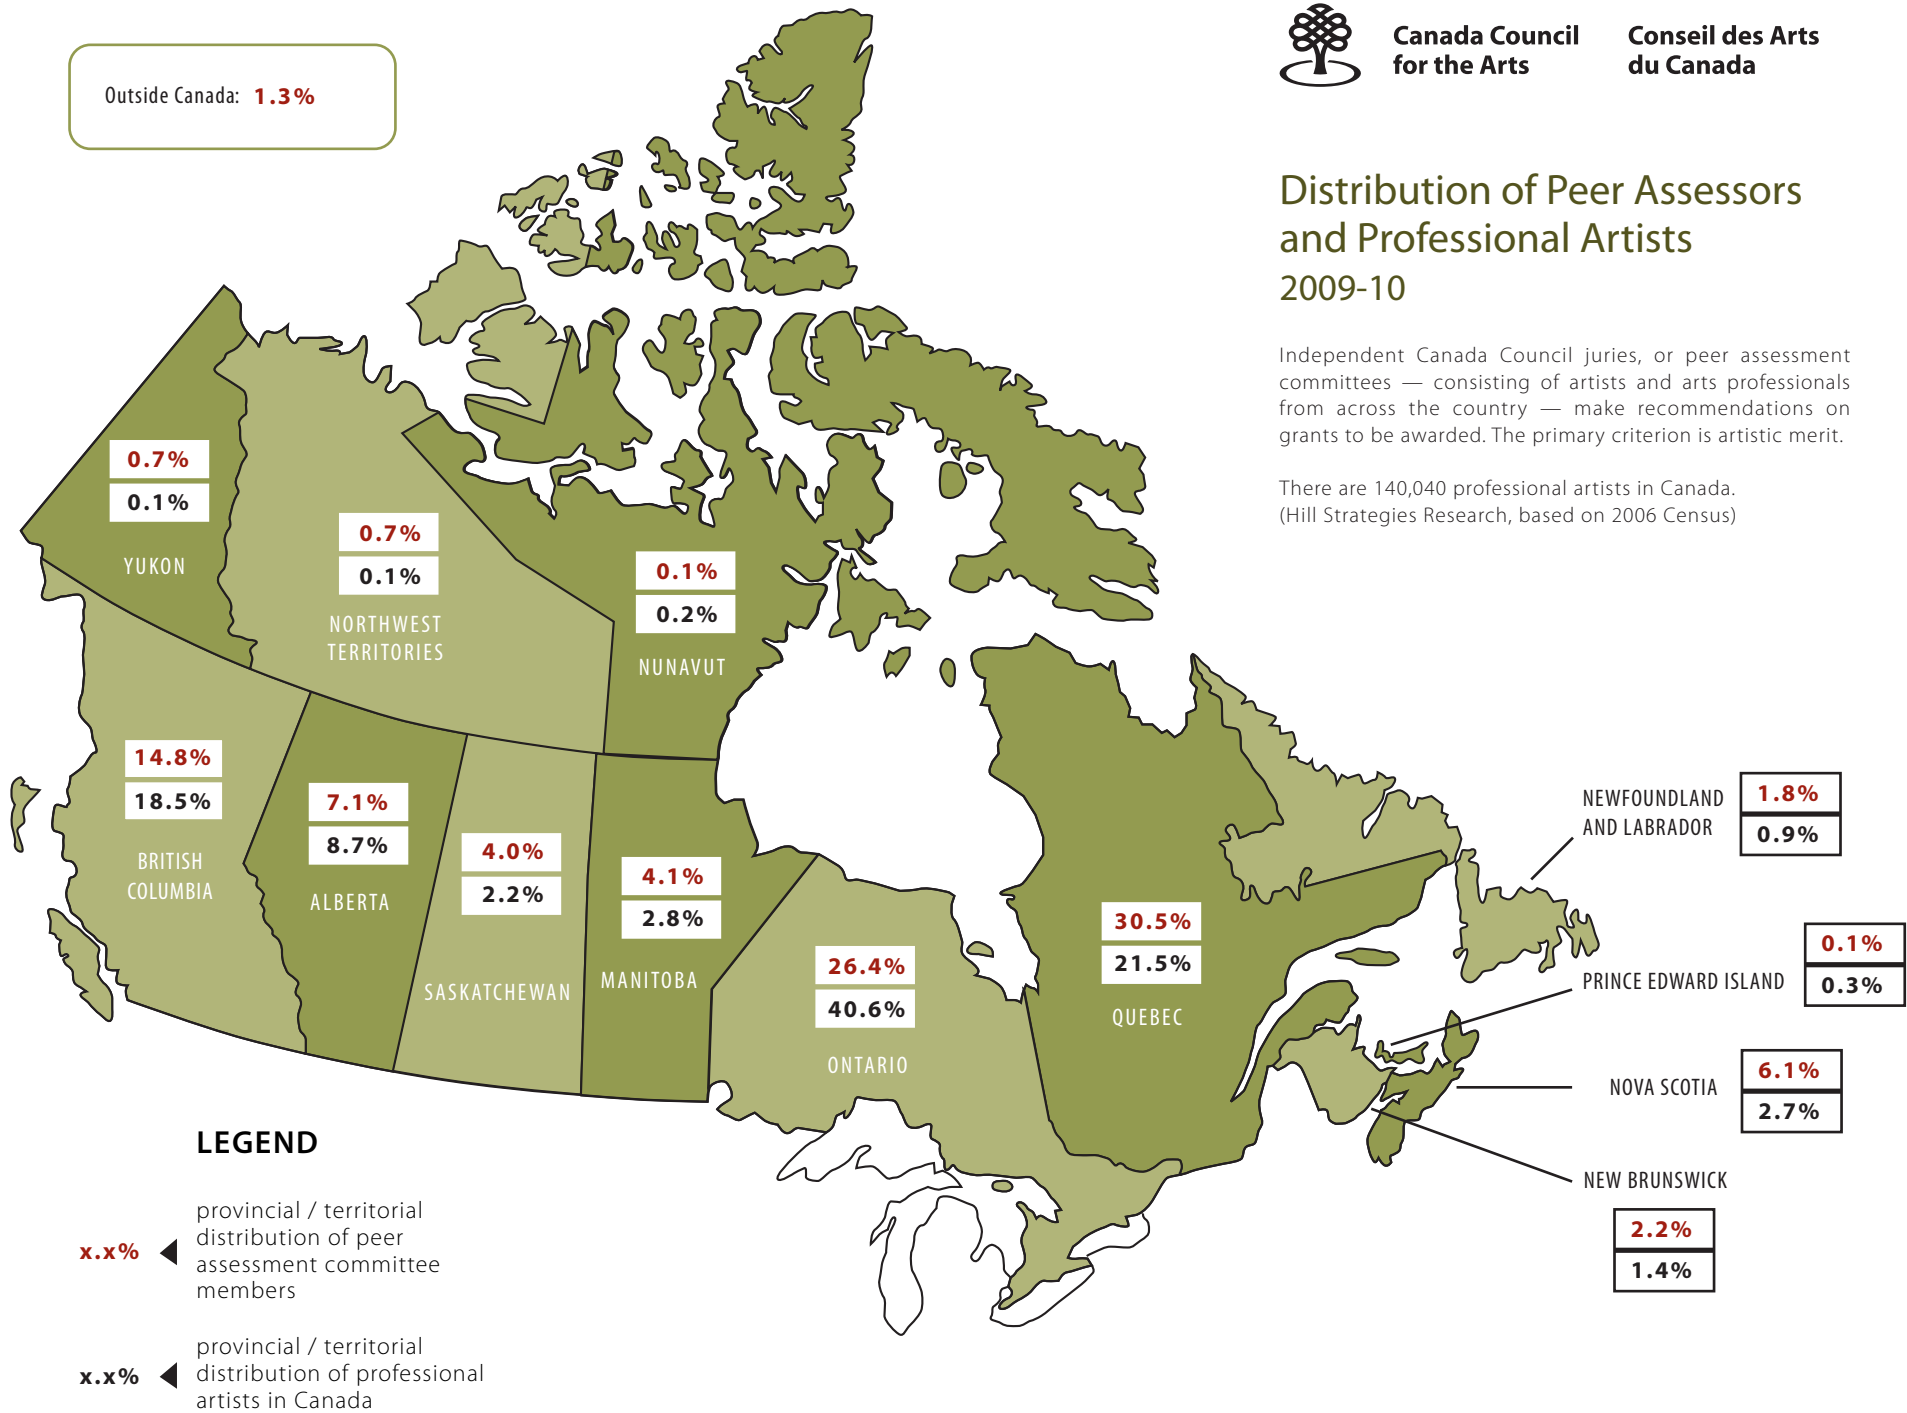 Outside Canada: 1.3%
Canada Council
for the Arts
Conseil des Arts
du Canada
Distribution of Peer Assessors
and Professional Artists
2009-10
Independent Canada Council juries, or peer assessment
committees — consisting of artists and arts professionals
from across the country — make recommendations on
grants to be awarded. The primary criterion is artistic merit.
There are 140,040 professional artists in Canada.
(Hill Strategies Research, based on 2006 Census)
0.7%
0.1%
YUKON
0.7%
0.1%
NORTHWEST
TERRITORIES
0.1%
0.2%
NUNAVUT
14.8%
18.5%
BRITISH
COLUMBIA
7.1%
8.7%
ALBERTA
4.0%
2.2%
SASKATCHEWAN
4.1%
2.8%
MANITOBA
26.4%
40.6%
ONTARIO
30.5%
21.5%
QUEBEC
NEWFOUNDLAND
AND LABRADOR
1.8%
0.9%
PRINCE EDWARD ISLAND
0.1%
0.3%
NOVA SCOTIA
6.1%
2.7%
NEW BRUNSWICK
2.2%
1.4%
LEGEND
x.x%
provincial / territorial
distribution of peer
assessment committee
members
x.x%
provincial / territorial
distribution of professional
artists in Canada